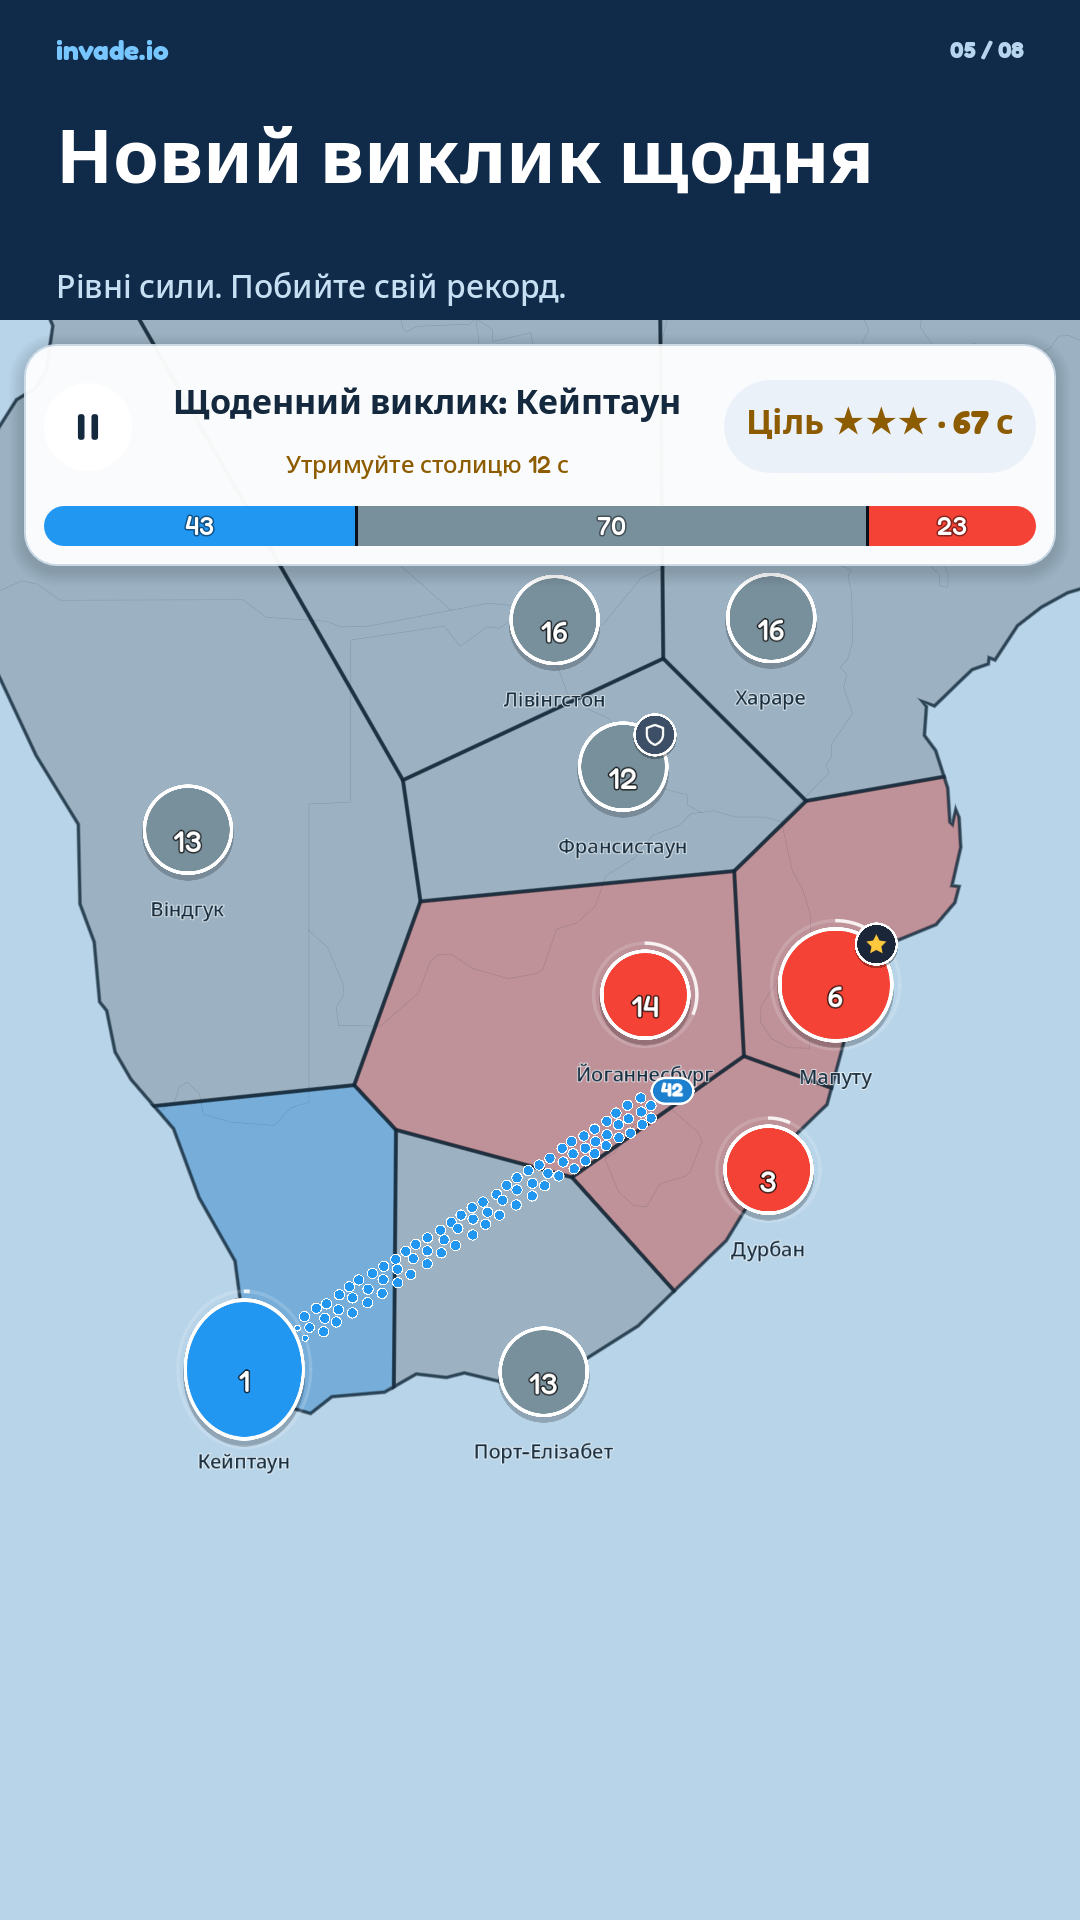 invade.io
05 / 08
Новий виклик щодня
Рівні сили. Побийте свій рекорд.
Щоденний виклик: Кейптаун
Ціль ★★★ · 67 с
Утримуйте столицю 12 с
43
70
23
16
16
Лівінгстон
Хараре
12
Франсистаун
13
Віндгук
14
6
Йоганнесбург
Мапуту
42
3
Дурбан
1
13
Кейптаун
Порт-Елізабет